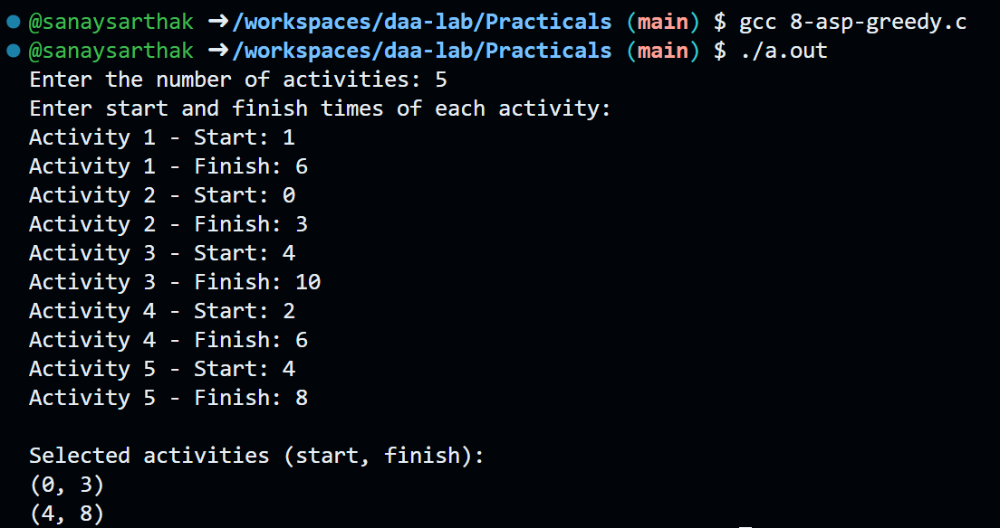 @sanaysarthak ➜/workspaces/daa-lab/Practicals (main) $ gcc 8-asp-greedy.c
@sanaysarthak ➜/workspaces/daa-lab/Practicals (main) $ ./a.out
Enter the number of activities: 5
Enter start and finish times of each activity:
Activity 1 - Start: 1
Activity 1 - Finish: 6
Activity 2 - Start: 0
Activity 2 - Finish: 3
Activity 3 - Start: 4
Activity 3 - Finish: 10
Activity 4 - Start: 2
Activity 4 - Finish: 6
Activity 5 - Start: 4
Activity 5 - Finish: 8
Selected activities (start, finish):
(0, 3)
(4, 8)